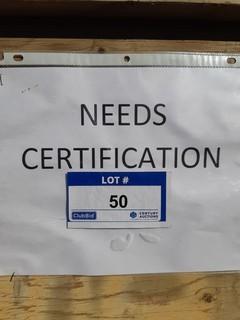 NEEDS
CERTIFICATION
LOT #
50
ClubBid
CENTURY
AUCTIONS